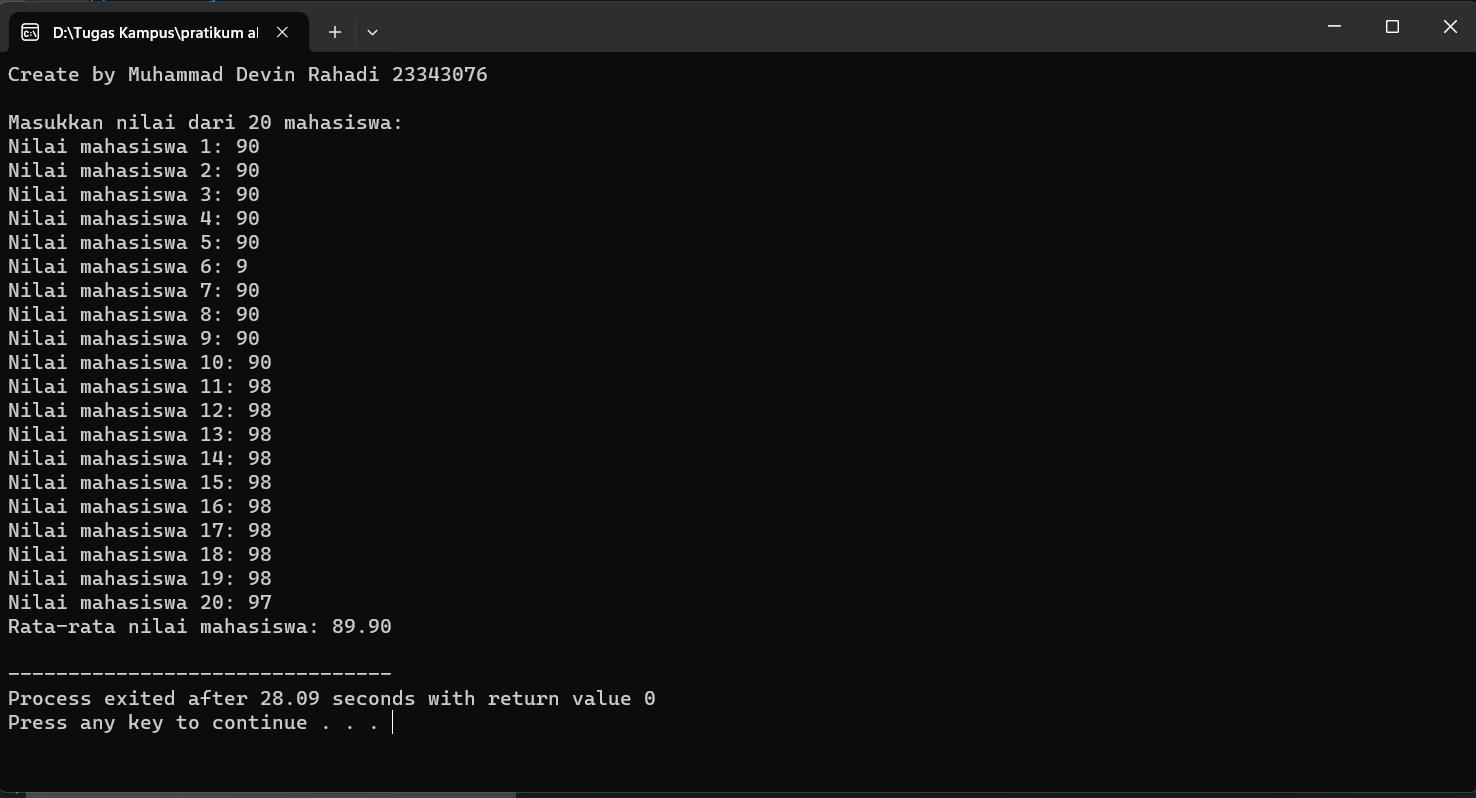 D:\Tugas Kampus\pratikum al
Create by Muhammad Devin Rahadi 23343076
Masukkan nilai dari 20 mahasiswa:
Nilai mahasiswa 1: 90
Nilai mahasiswa 2: 90
Nilai mahasiswa 3: 90
Nilai mahasiswa 4: 90
Nilai mahasiswa 5: 90
Nilai mahasiswa 6: 9
Nilai mahasiswa 7: 90
Nilai mahasiswa 8: 90
Nilai mahasiswa 9: 90
Nilai mahasiswa 10: 90
Nilai mahasiswa 11: 98
Nilai mahasiswa 12: 98
Nilai mahasiswa 13: 98
Nilai mahasiswa 14: 98
Nilai mahasiswa 15: 98
Nilai mahasiswa 16: 98
Nilai mahasiswa 17: 98
Nilai mahasiswa 18: 98
Nilai mahasiswa 19: 98
Nilai mahasiswa 20: 97
Rata-rata nilai mahasiswa: 89.90
--------------------------------
Process exited after 28.09 seconds with return value 0
Press any key to continue . . .